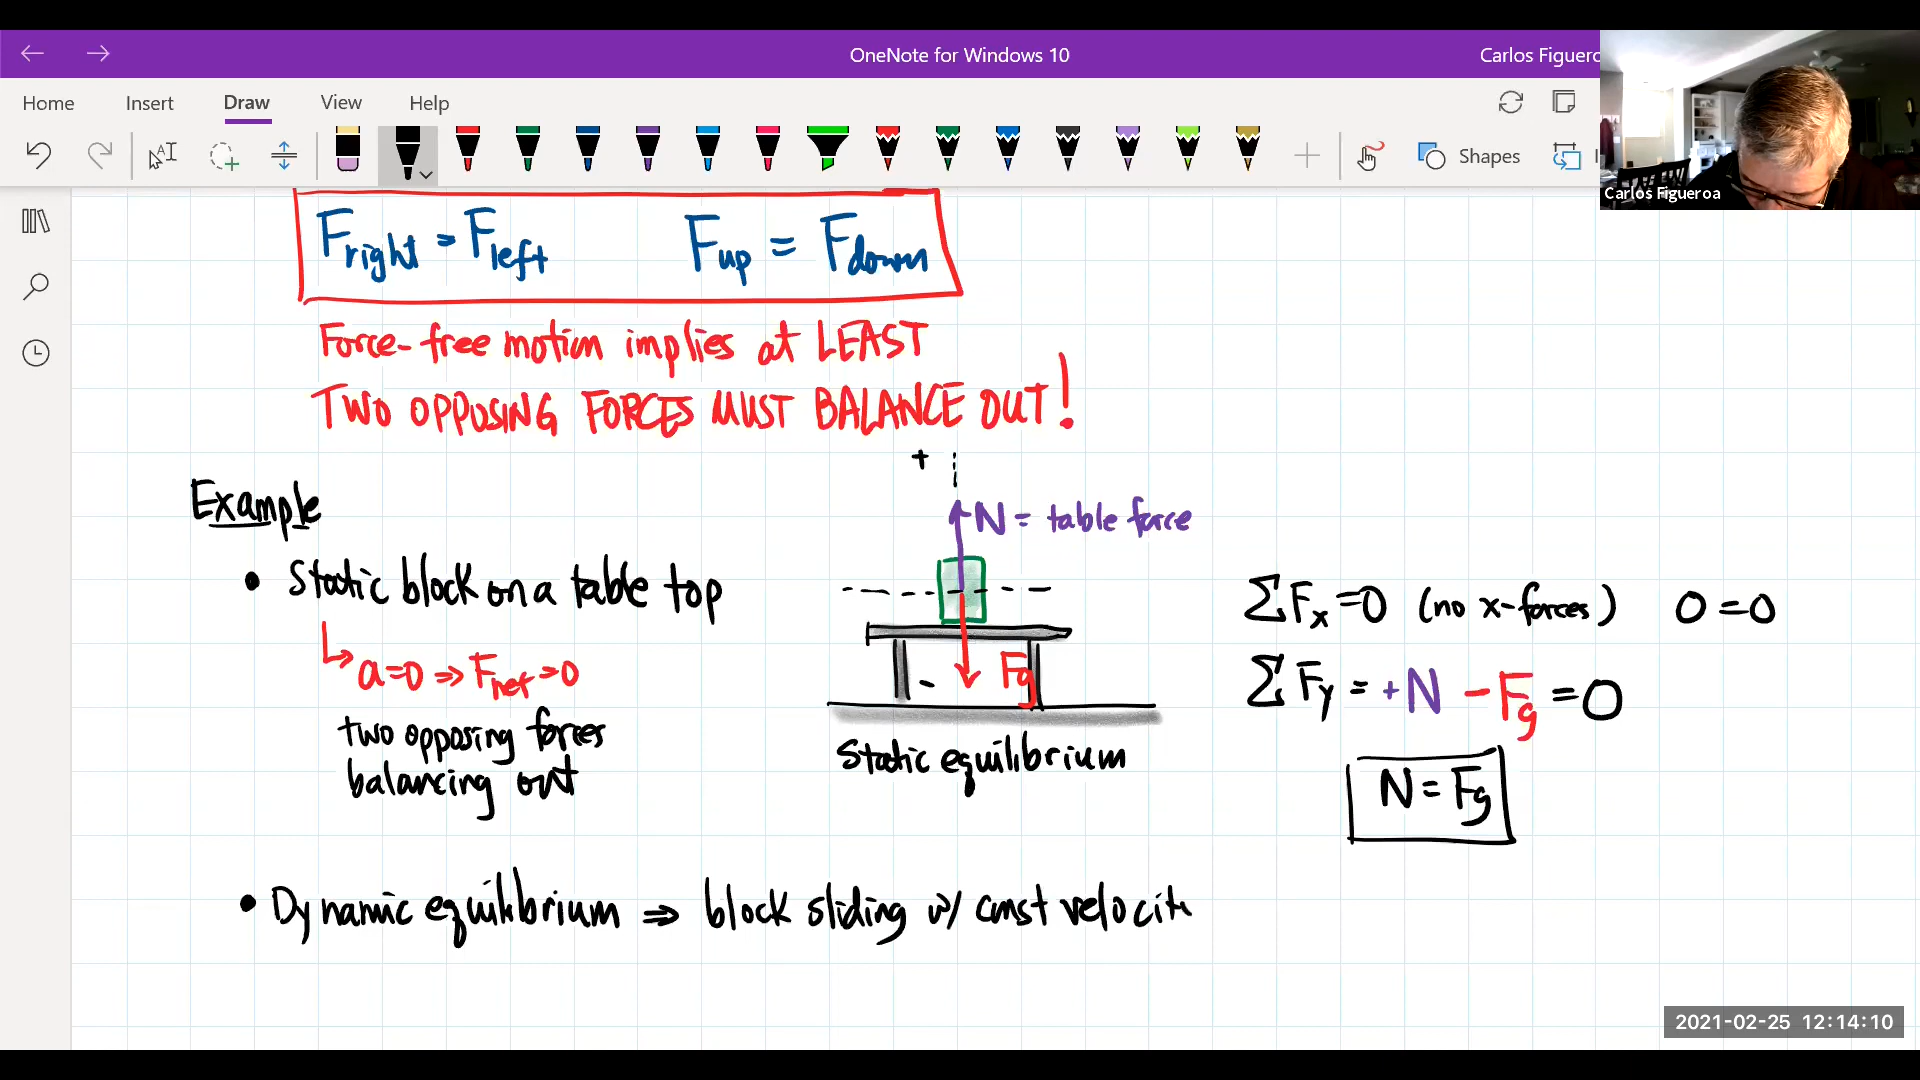 OneNote for Windows 10
Carlos Figuero
Home Insert Draw View Help
Shapes
Carlos Figueroa
Fright = Fleft Fup = Fdown
Force-free motion implies at LEAST
TWO OPPOSING FORCES MUST BALANCE OUT!
+
Example
N = table force
• Static block on a table top
ΣFx=0 (no x-forces) 0=0
↳ a=0 ⇒ Fnet=0
- Fg
ΣFy = +N - Fg = 0
two opposing forces
balancing out
Static equilibrium
N = Fg
• Dynamic equilibrium ⇒ block sliding w/ const velocit
2021-02-25 12:14:10